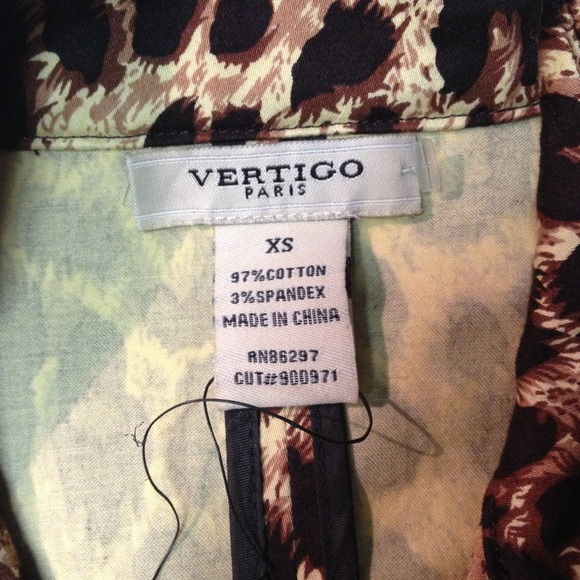 VERTIGO
PARIS
XS
97%COTTON
3%SPANDEX
MADE IN CHINA
RN86297
CUT#900971